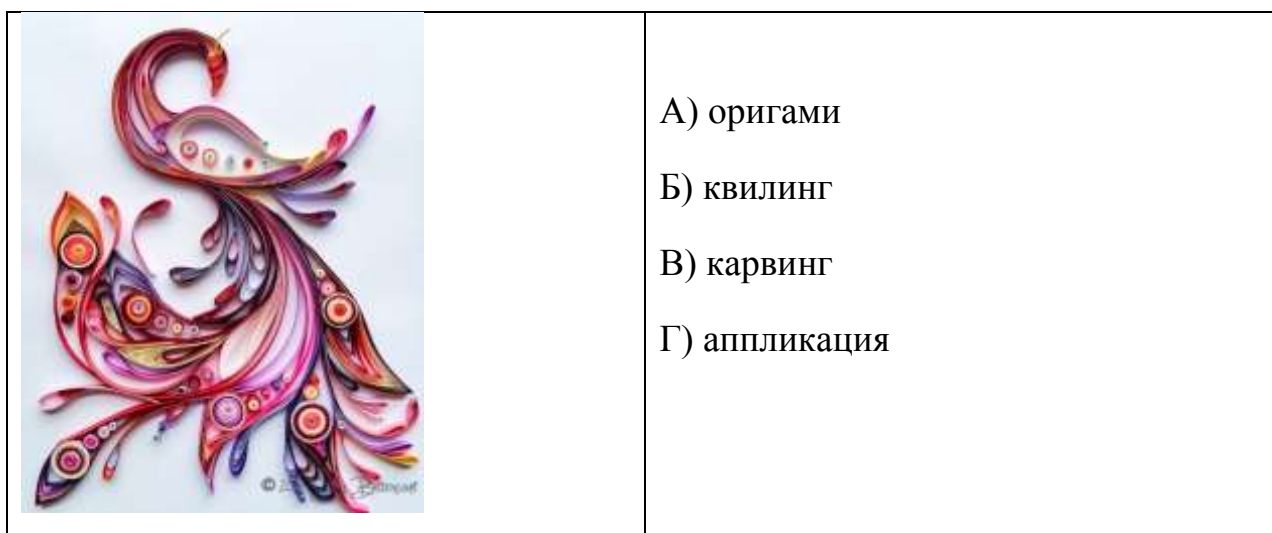 А) оригами
Б) квилинг
В) карвинг
Г) аппликация
©